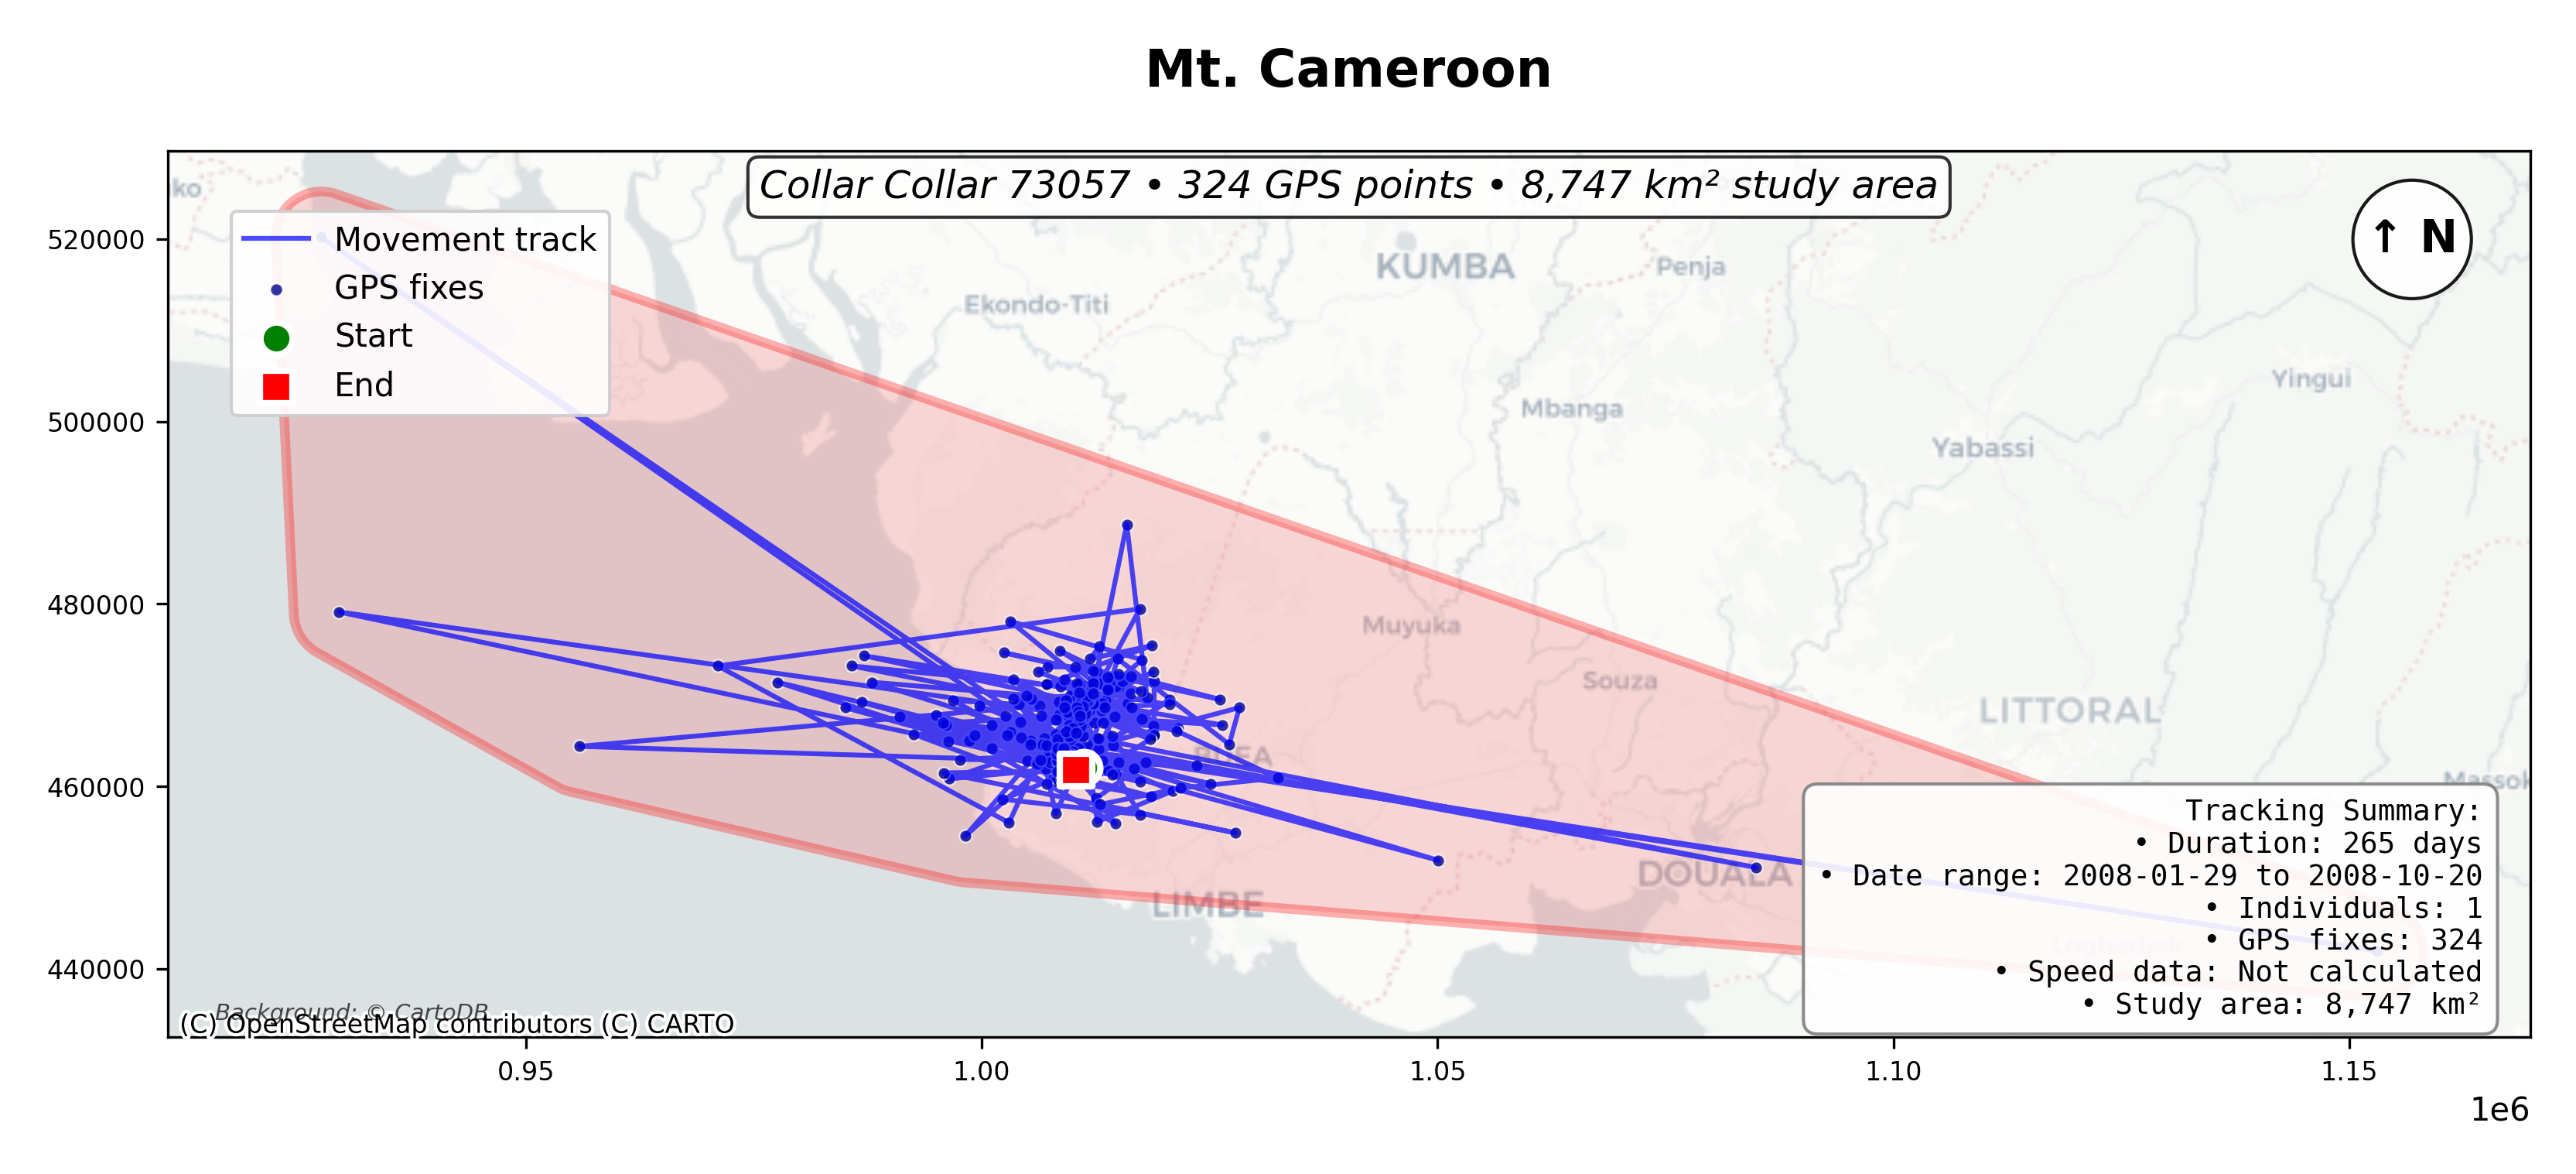 Mt. Cameroon
Collar Collar 73057 • 324 GPS points • 8,747 km² study area
↑ N
Movement track
GPS fixes
Start
End
520000
500000
480000
460000
440000
ko
KUMBA
Penja
Ekondo-Titi
Yingui
Mbanga
Yabassi
Muyuka
Souza
LITTORAL
BUEA
Massok
DOUALA
LIMBE
Logbadjek
Tracking Summary:
• Duration: 265 days
• Date range: 2008-01-29 to 2008-10-20
• Individuals: 1
• GPS fixes: 324
• Speed data: Not calculated
• Study area: 8,747 km²
Background: © CartoDB
(C) OpenStreetMap contributors (C) CARTO
0.95 1.00 1.05 1.10 1.15
1e6